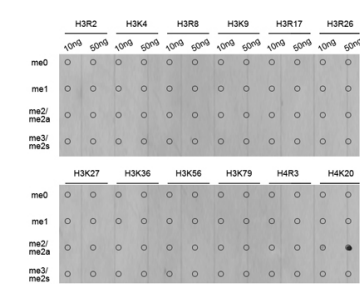 H3R2 H3K4 H3R8 H3K9 H3R17 H3R26
10ng 50ng 10ng 50ng 10ng 50ng 10ng 50ng 10ng 50ng 10ng 50ng
me0
me1
me2/
me2a
me3/
me2s
H3K27 H3K36 H3K56 H3K79 H4R3 H4K20
me0
me1
me2/
me2a
me3/
me2s